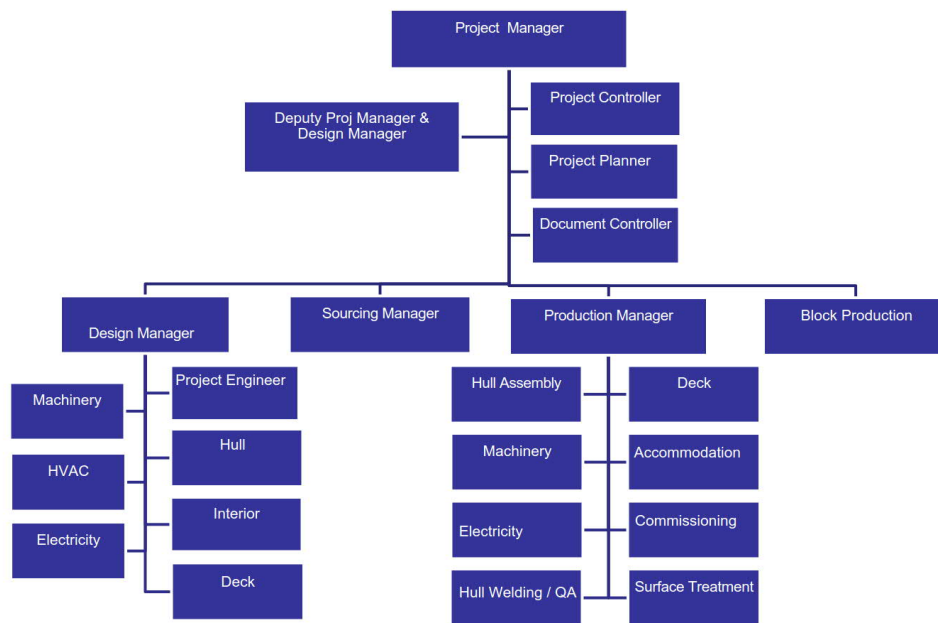 Project Manager
Project Controller
Deputy Proj Manager &
Design Manager
Project Planner
Document Controller
Design Manager
Sourcing Manager
Production Manager
Block Production
Machinery
Project Engineer
HVAC
Hull
Electricity
Interior
Deck
Hull Assembly
Deck
Machinery
Accommodation
Electricity
Commissioning
Hull Welding / QA
Surface Treatment